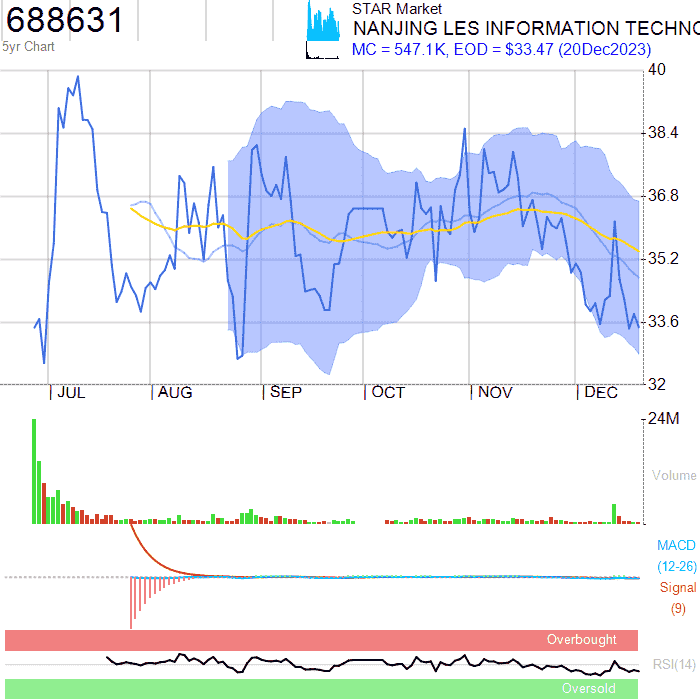 688631
5yr Chart
STAR Market
NANJING LES INFORMATION TECHNO
MC = 547.1K, EOD = $33.47 (20Dec2023)
40
38.4
36.8
35.2
33.6
32
JUL AUG SEP OCT NOV DEC
24M
Volume
MACD
(12-26)
Signal
(9)
Overbought
RSI(14)
Oversold